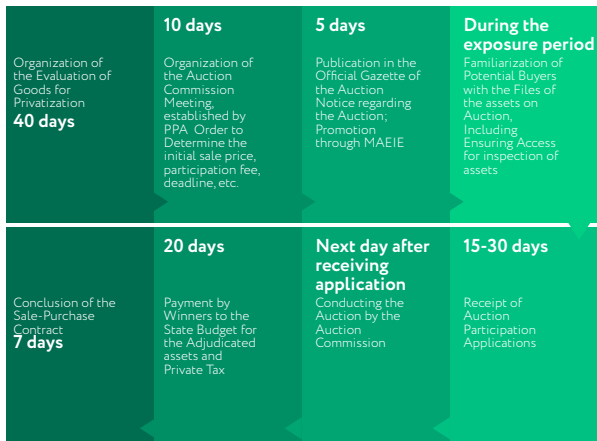 Organization of
the Evaluation of
Goods for
Privatization
40 days
10 days
Organization of
the Auction
Commission
Meeting,
established by
PPA Order to
Determine the
initial sale price,
participation fee,
deadline, etc.
5 days
Publication in the
Official Gazette of
the Auction
Notice regarding
the Auction;
Promotion
through MAEIE
During the
exposure period
Familiarization of
Potential Buyers
with the Files of
the assets on
Auction,
Including
Ensuring Access
for inspection of
assets
15-30 days
Receipt of
Auction
Participation
Applications
Next day after
receiving
application
Conducting the
Auction by the
Auction
Commission
20 days
Payment by
Winners to the
State Budget for
the Adjudicated
assets and
Private Tax
Conclusion of the
Sale-Purchase
Contract
7 days